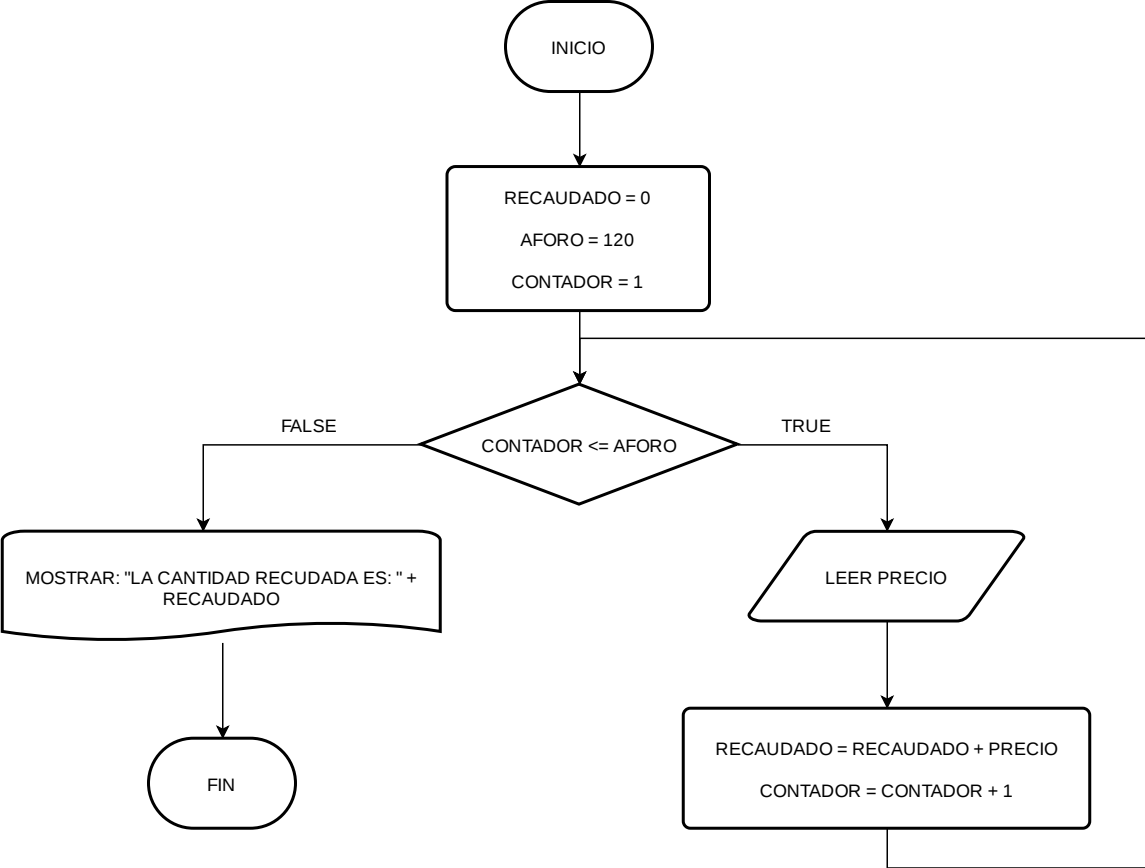 INICIO
RECAUDADO = 0
AFORO = 120
CONTADOR = 1
CONTADOR <= AFORO
FALSE
TRUE
MOSTRAR: "LA CANTIDAD RECUDADA ES: " +
RECAUDADO
LEER PRECIO
FIN
RECAUDADO = RECAUDADO + PRECIO
CONTADOR = CONTADOR + 1